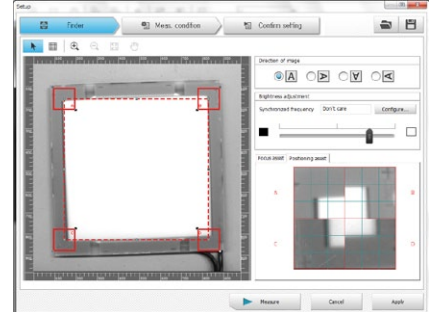 Setup
Finder
Meas. condition
Confirm setting
Direction of image
A A A A
Brightness adjustment
Synchronized frequency Don't care Configure...
Focus assist Positioning assist
A B
C D
Measure Cancel Apply